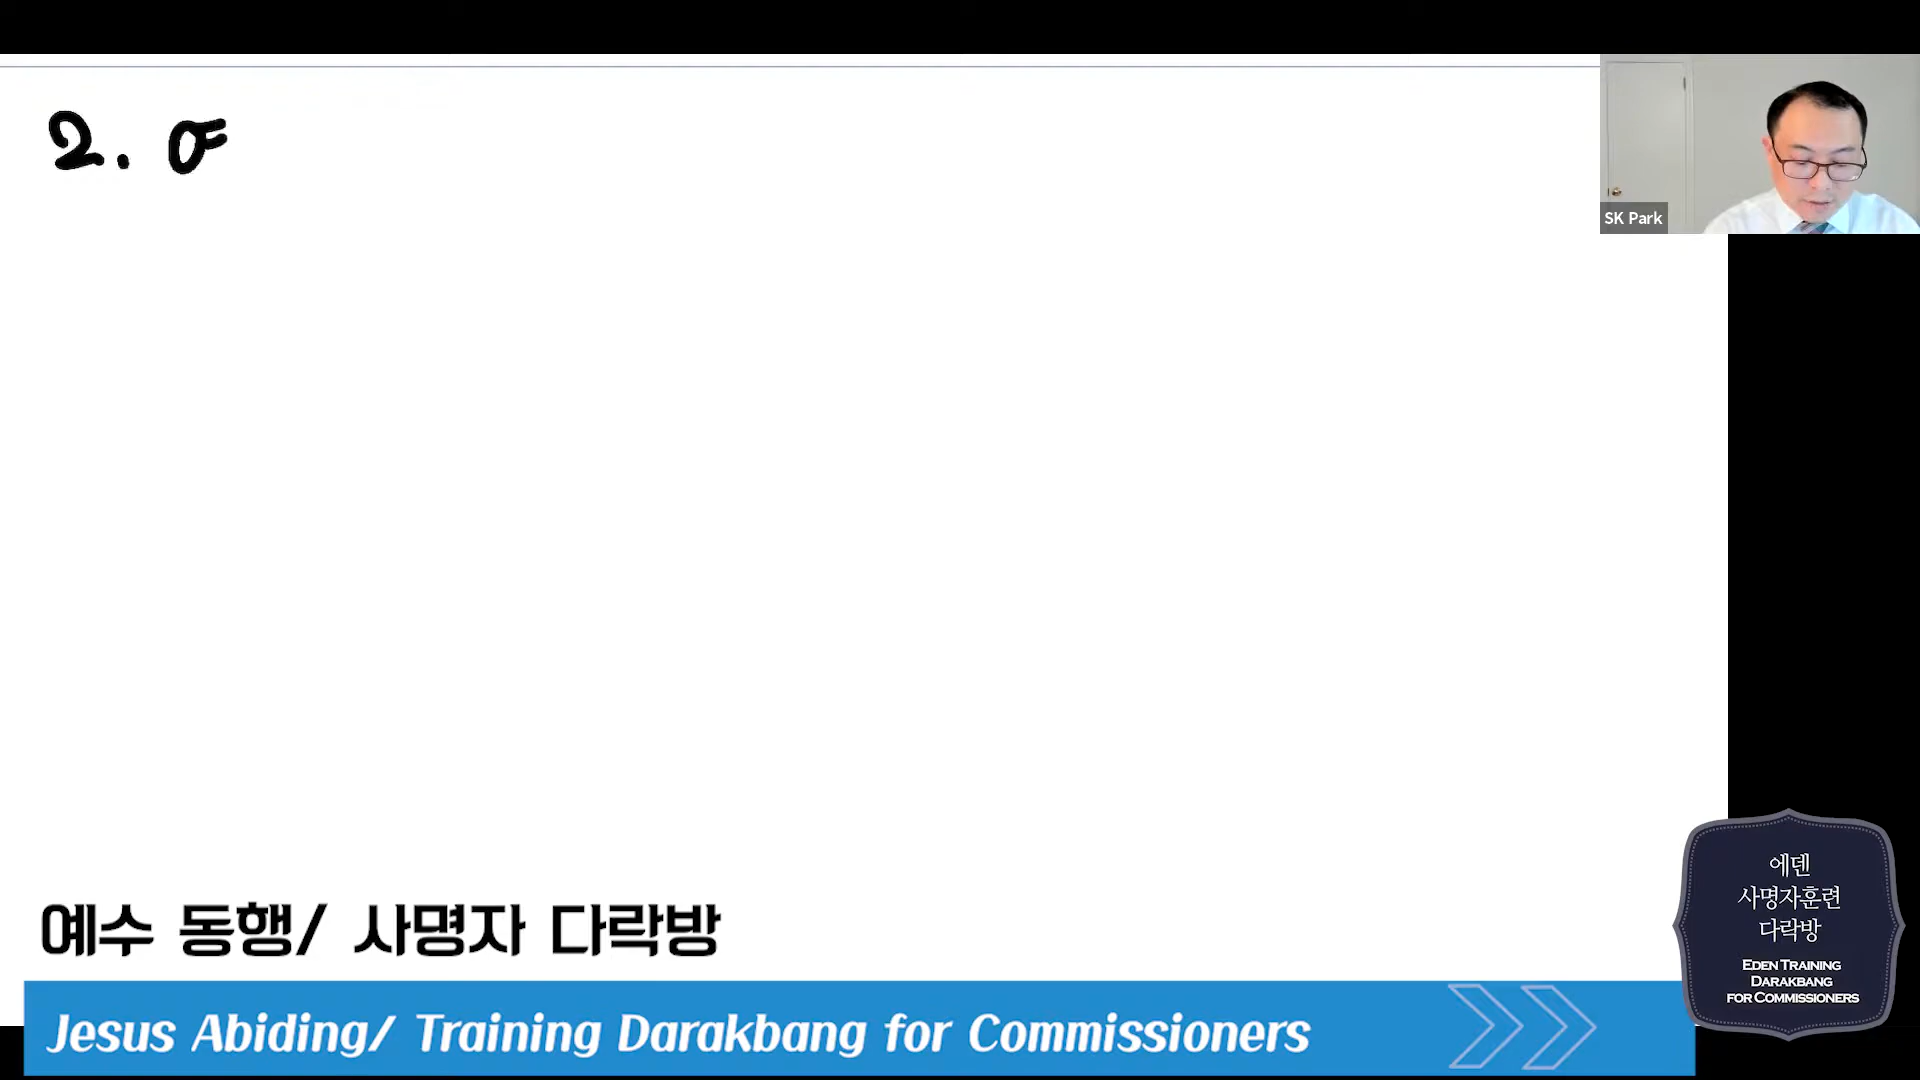 2.
SK Park
예수 동행/ 사명자 다락방
Jesus Abiding/ Training Darakbang for Commissioners
에덴
사명자훈련
다락방
EDEN TRAINING
DARAKBANG
FOR COMMISSIONERS